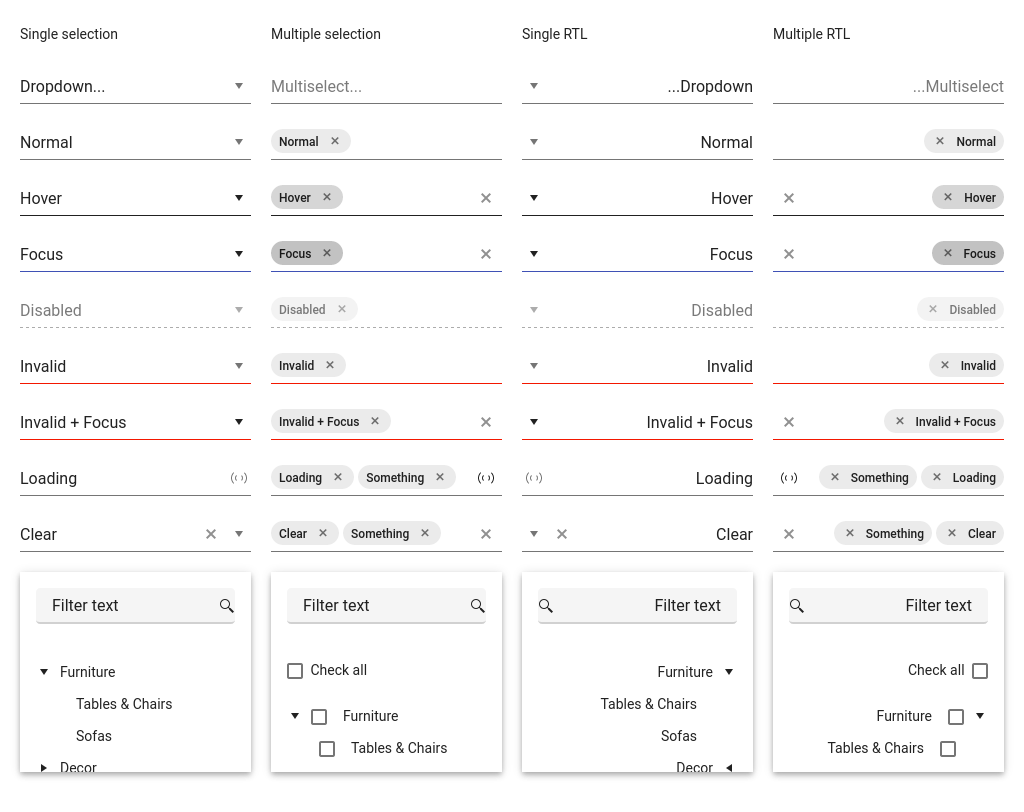 Single selection
Multiple selection
Single RTL
Multiple RTL
Dropdown...
Multiselect...
...Dropdown
...Multiselect
Normal
Normal
Normal
Normal
Hover
Hover
Hover
Hover
Focus
Focus
Focus
Focus
Disabled
Disabled
Disabled
Disabled
Invalid
Invalid
Invalid
Invalid
Invalid + Focus
Invalid + Focus
Invalid + Focus
Invalid + Focus
Loading
Loading Something
Loading
Something Loading
Clear
Clear Something
Clear
Something Clear
Filter text
Furniture
Tables & Chairs
Sofas
Decor
Filter text
Check all
Furniture
Tables & Chairs
Filter text
Furniture
Tables & Chairs
Sofas
Decor
Filter text
Check all
Furniture
Tables & Chairs